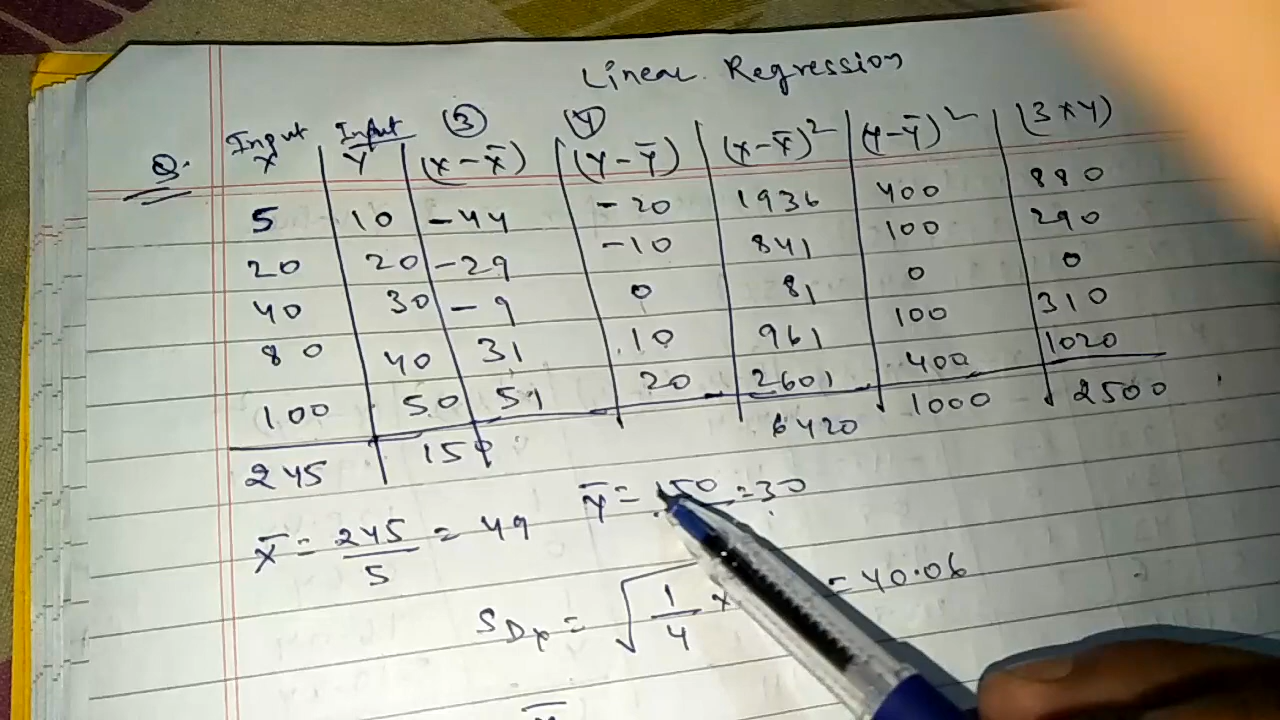 Linear Regression
Q. Input X | Input Y | ③ (X - X̄) | ④ (Y - Ȳ) | (X - X̄)² | (Y - Ȳ)² | (3 × 4)
5 | 10 | -44 | -20 | 1936 | 400 | 880
20 | 20 | -29 | -10 | 841 | 100 | 290
40 | 30 | -9 | 0 | 81 | 0 | 0
80 | 40 | 31 | 10 | 961 | 100 | 310
100 | 50 | 51 | 20 | 2601 | 400 | 1020
245 | 150 | 6420 | 1000 | 2500
X̄ = 245/5 = 49 Ȳ = 150 = 30
SDx = √ 1/4 × = 40.06